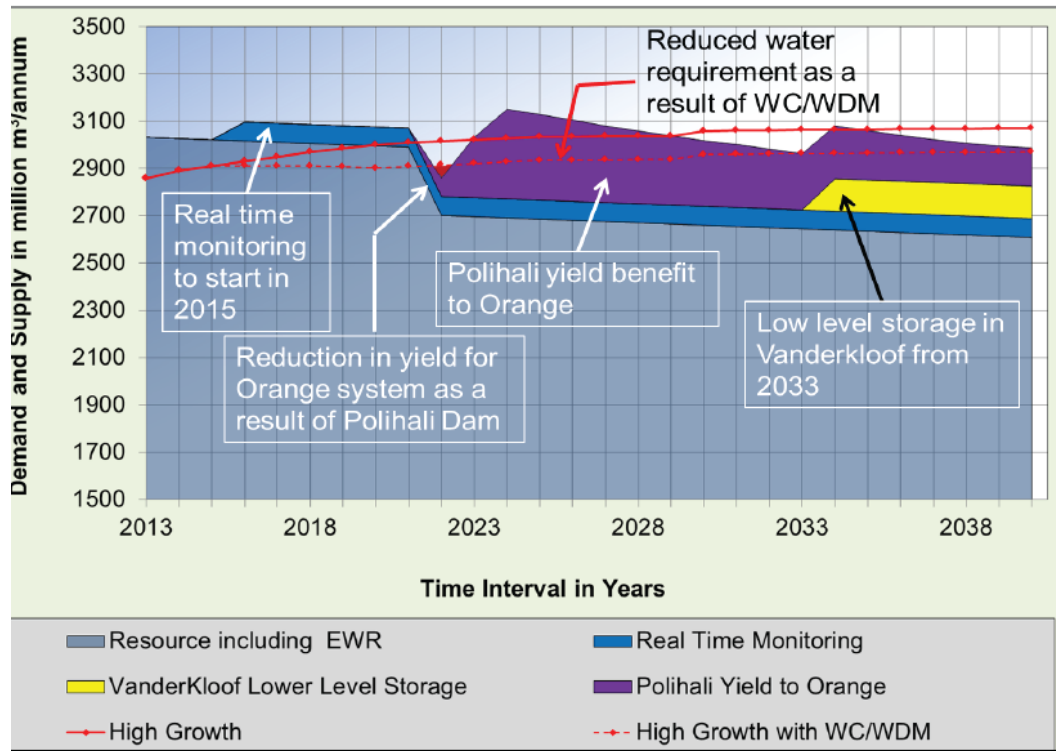 Demand and Supply in million m³/annum
3500
3300
3100
2900
2700
2500
2300
2100
1900
1700
1500
Reduced water
requirement as a
result of WC/WDM
Real time
monitoring
to start in
2015
Polihali yield benefit
to Orange
Reduction in yield for
Orange system as a
result of Polihali Dam
Low level storage in
Vanderkloof from
2033
2013 2018 2023 2028 2033 2038
Time Interval in Years
Resource including EWR
Real Time Monitoring
VanderKloof Lower Level Storage
Polihali Yield to Orange
High Growth
High Growth with WC/WDM